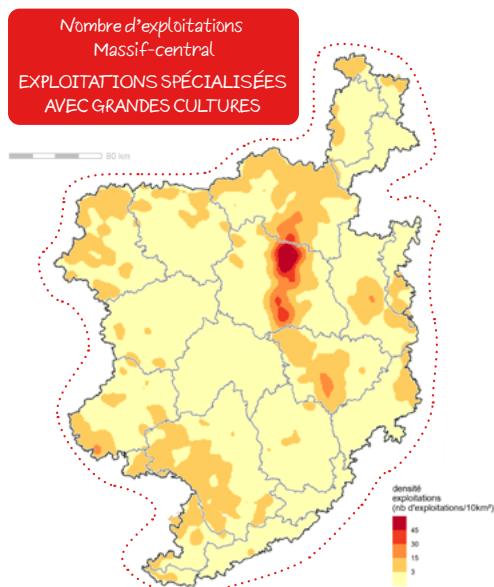 Nombre d'exploitations
Massif-central
EXPLOITATIONS SPÉCIALISÉES
AVEC GRANDES CULTURES
80 km
densité
exploitations
(nb d'exploitations/10km²)
45
30
15
3